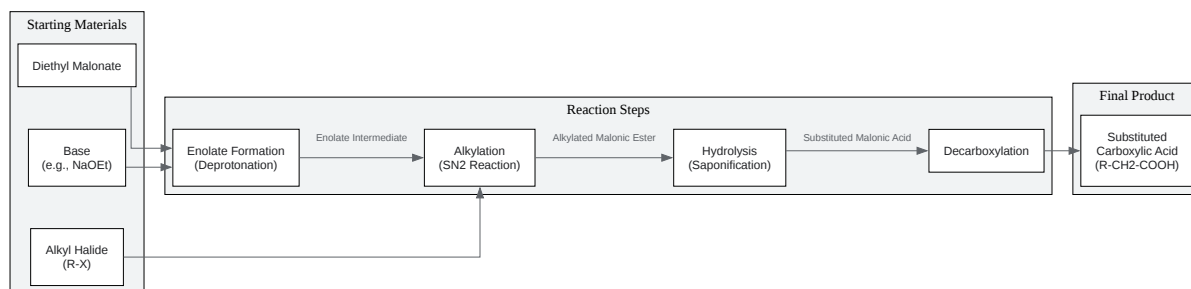 Starting Materials
Diethyl Malonate
Base
(e.g., NaOEt)
Alkyl Halide
(R-X)
Reaction Steps
Enolate Formation
(Deprotonation)
Enolate Intermediate
Alkylation
(SN2 Reaction)
Alkylated Malonic Ester
Hydrolysis
(Saponification)
Substituted Malonic Acid
Decarboxylation
Final Product
Substituted
Carboxylic Acid
(R-CH2-COOH)